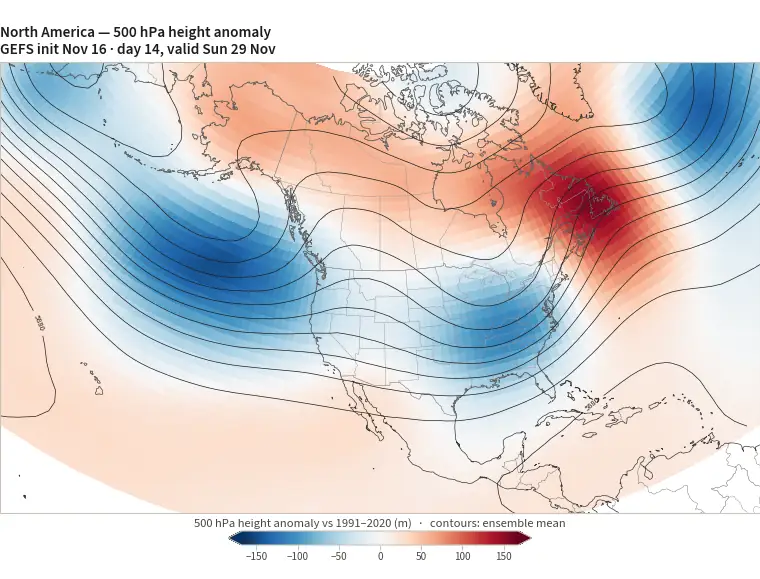 North America — 500 hPa height anomaly
GEFS init Nov 16 · day 14, valid Sun 29 Nov
500 hPa height anomaly vs 1991–2020 (m) · contours: ensemble mean
−150 −100 −50 0 50 100 150